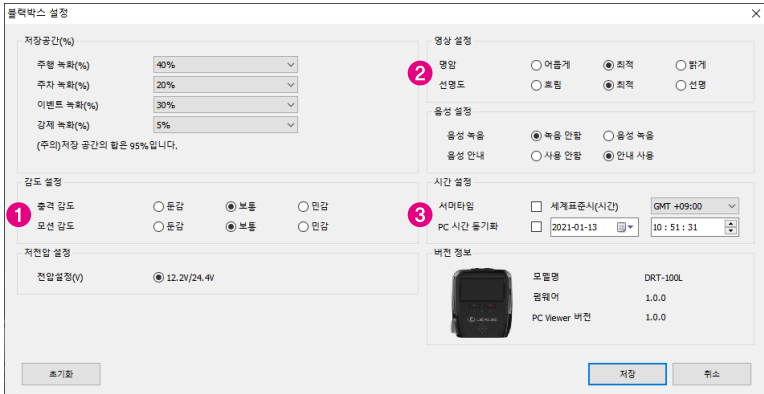 블랙박스 설정
저장공간(%)
주행 녹화(%) 40%
주차 녹화(%) 20%
이벤트 녹화(%) 30%
강제 녹화(%) 5%
(주의)저장 공간의 합은 95%입니다.
감도 설정
1
충격 감도 둔감 보통 민감
모션 감도 둔감 보통 민감
저전압 설정
전압설정(V) 12.2V/24.4V
영상 설정
2
명암 어둡게 최적 밝게
선명도 흐림 최적 선명
음성 설정
음성 녹음 녹음 안함 음성 녹음
음성 안내 사용 안함 안내 사용
시간 설정
3
서머타임 세계표준시(시간) GMT +09:00
PC 시간 동기화 2021-01-13 10 : 51 : 31
버전 정보
LEXUS
모델명 DRT-100L
펌웨어 1.0.0
PC Viewer 버전 1.0.0
초기화 저장 취소